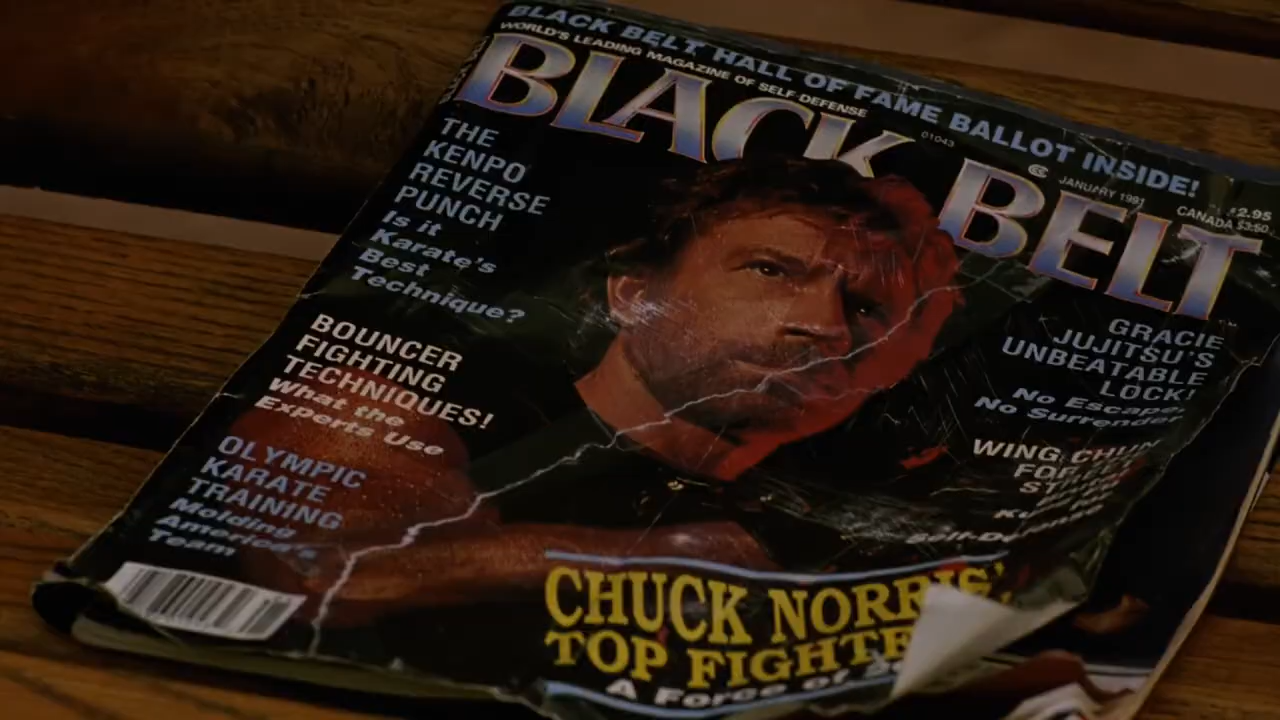 BLACK BELT HALL OF FAME BALLOT INSIDE!
WORLD'S LEADING MAGAZINE OF SELF-DEFENSE
BLACK BELT
01043
JANUARY 1991
$2.95
CANADA $3.50
THE
KENPO
REVERSE
PUNCH
Is it
Karate's
Best
Technique?
BOUNCER
FIGHTING
TECHNIQUES!
What the
Experts Use
OLYMPIC
KARATE
TRAINING
Molding
America's
Team
GRACIE
JUJITSU'S
UNBEATABLE
LOCK!
No Escape,
No Surrender
WING CHUN
CHUCK NORRIS'
TOP FIGHTE
A Force of